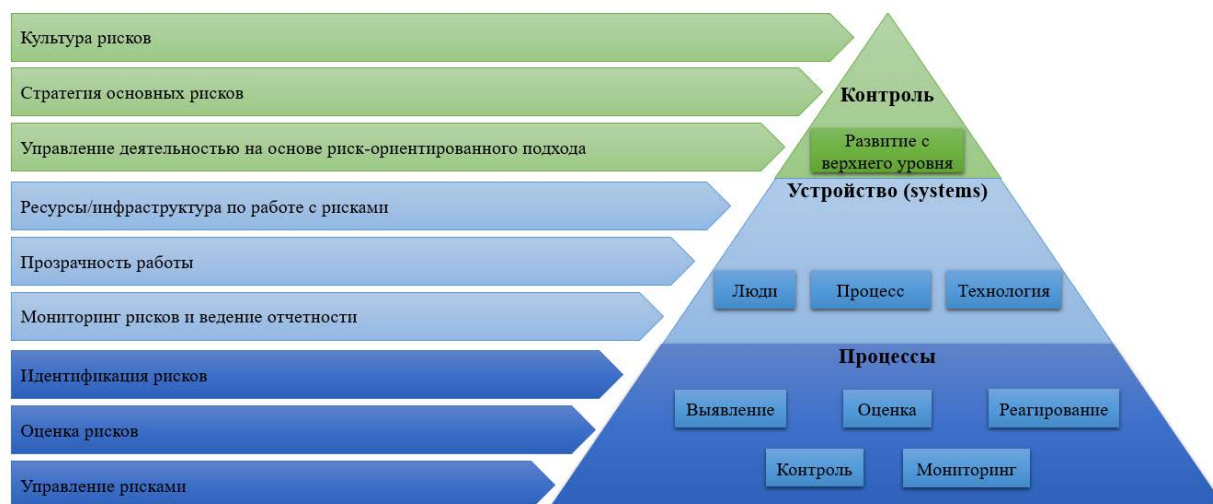 Культура рисков
Стратегия основных рисков
Контроль
Управление деятельностью на основе риск-ориентированного подхода
Развитие с
верхнего уровня
Устройство (systems)
Ресурсы/инфраструктура по работе с рисками
Прозрачность работы
Люди
Процесс
Технология
Мониторинг рисков и ведение отчетности
Процессы
Идентификация рисков
Выявление
Оценка
Реагирование
Оценка рисков
Контроль
Мониторинг
Управление рисками